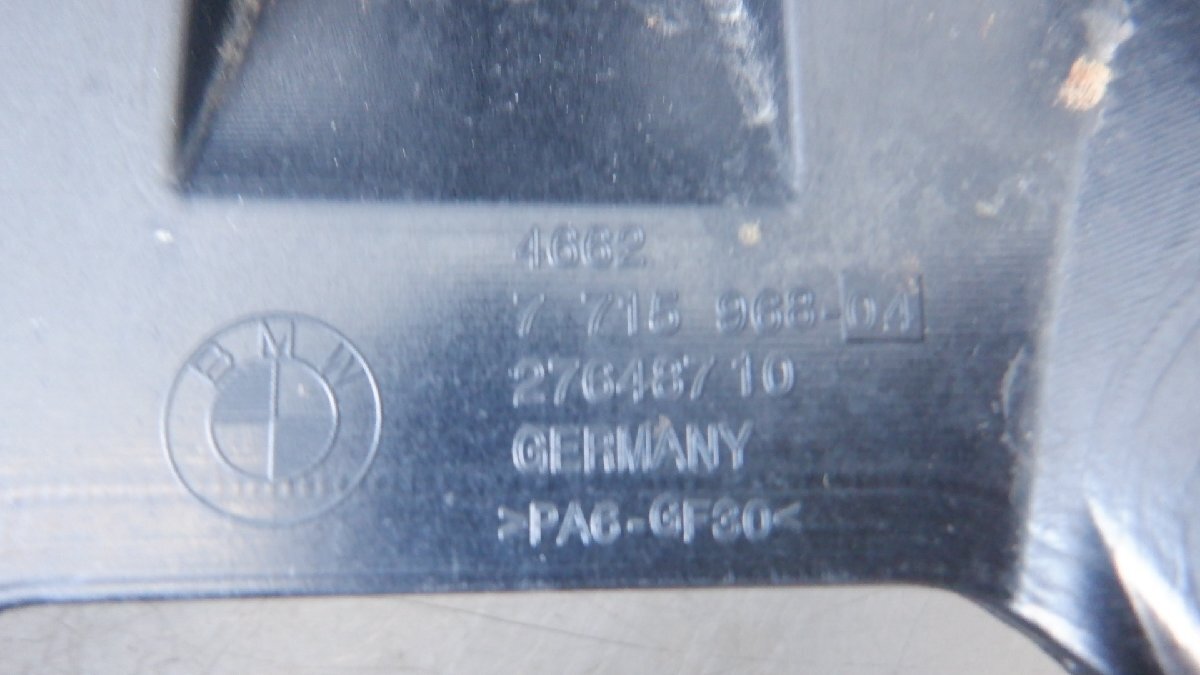 BMW
4662
7 715 968-04
27648710
GERMANY
>PA6-GF30<